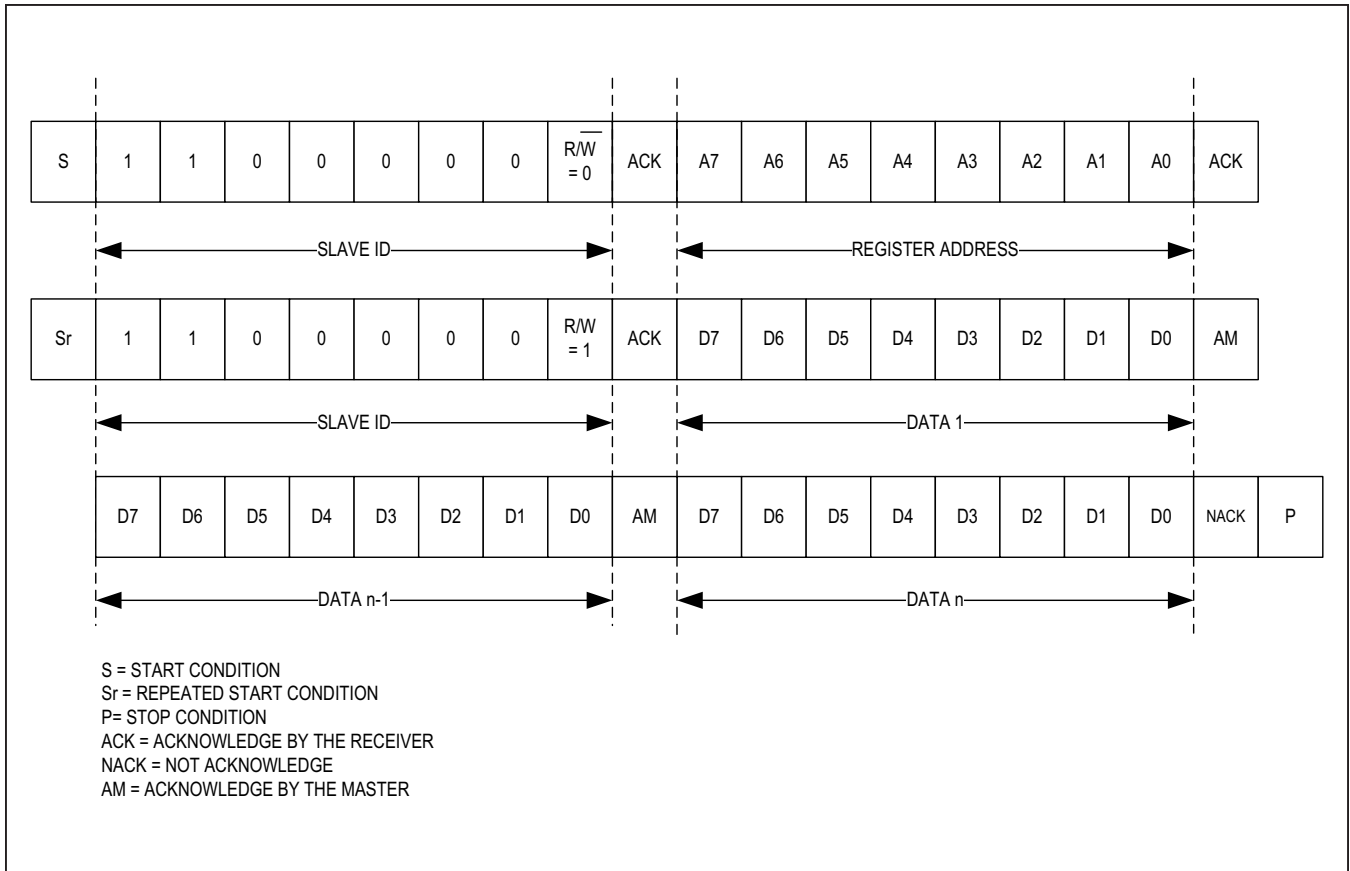 S 1 1 0 0 0 0 0 R/W̅ = 0 ACK A7 A6 A5 A4 A3 A2 A1 A0 ACK
SLAVE ID REGISTER ADDRESS
Sr 1 1 0 0 0 0 0 R/W = 1 ACK D7 D6 D5 D4 D3 D2 D1 D0 AM
SLAVE ID DATA 1
D7 D6 D5 D4 D3 D2 D1 D0 AM D7 D6 D5 D4 D3 D2 D1 D0 NACK P
DATA n-1 DATA n
S = START CONDITION
Sr = REPEATED START CONDITION
P= STOP CONDITION
ACK = ACKNOWLEDGE BY THE RECEIVER
NACK = NOT ACKNOWLEDGE
AM = ACKNOWLEDGE BY THE MASTER